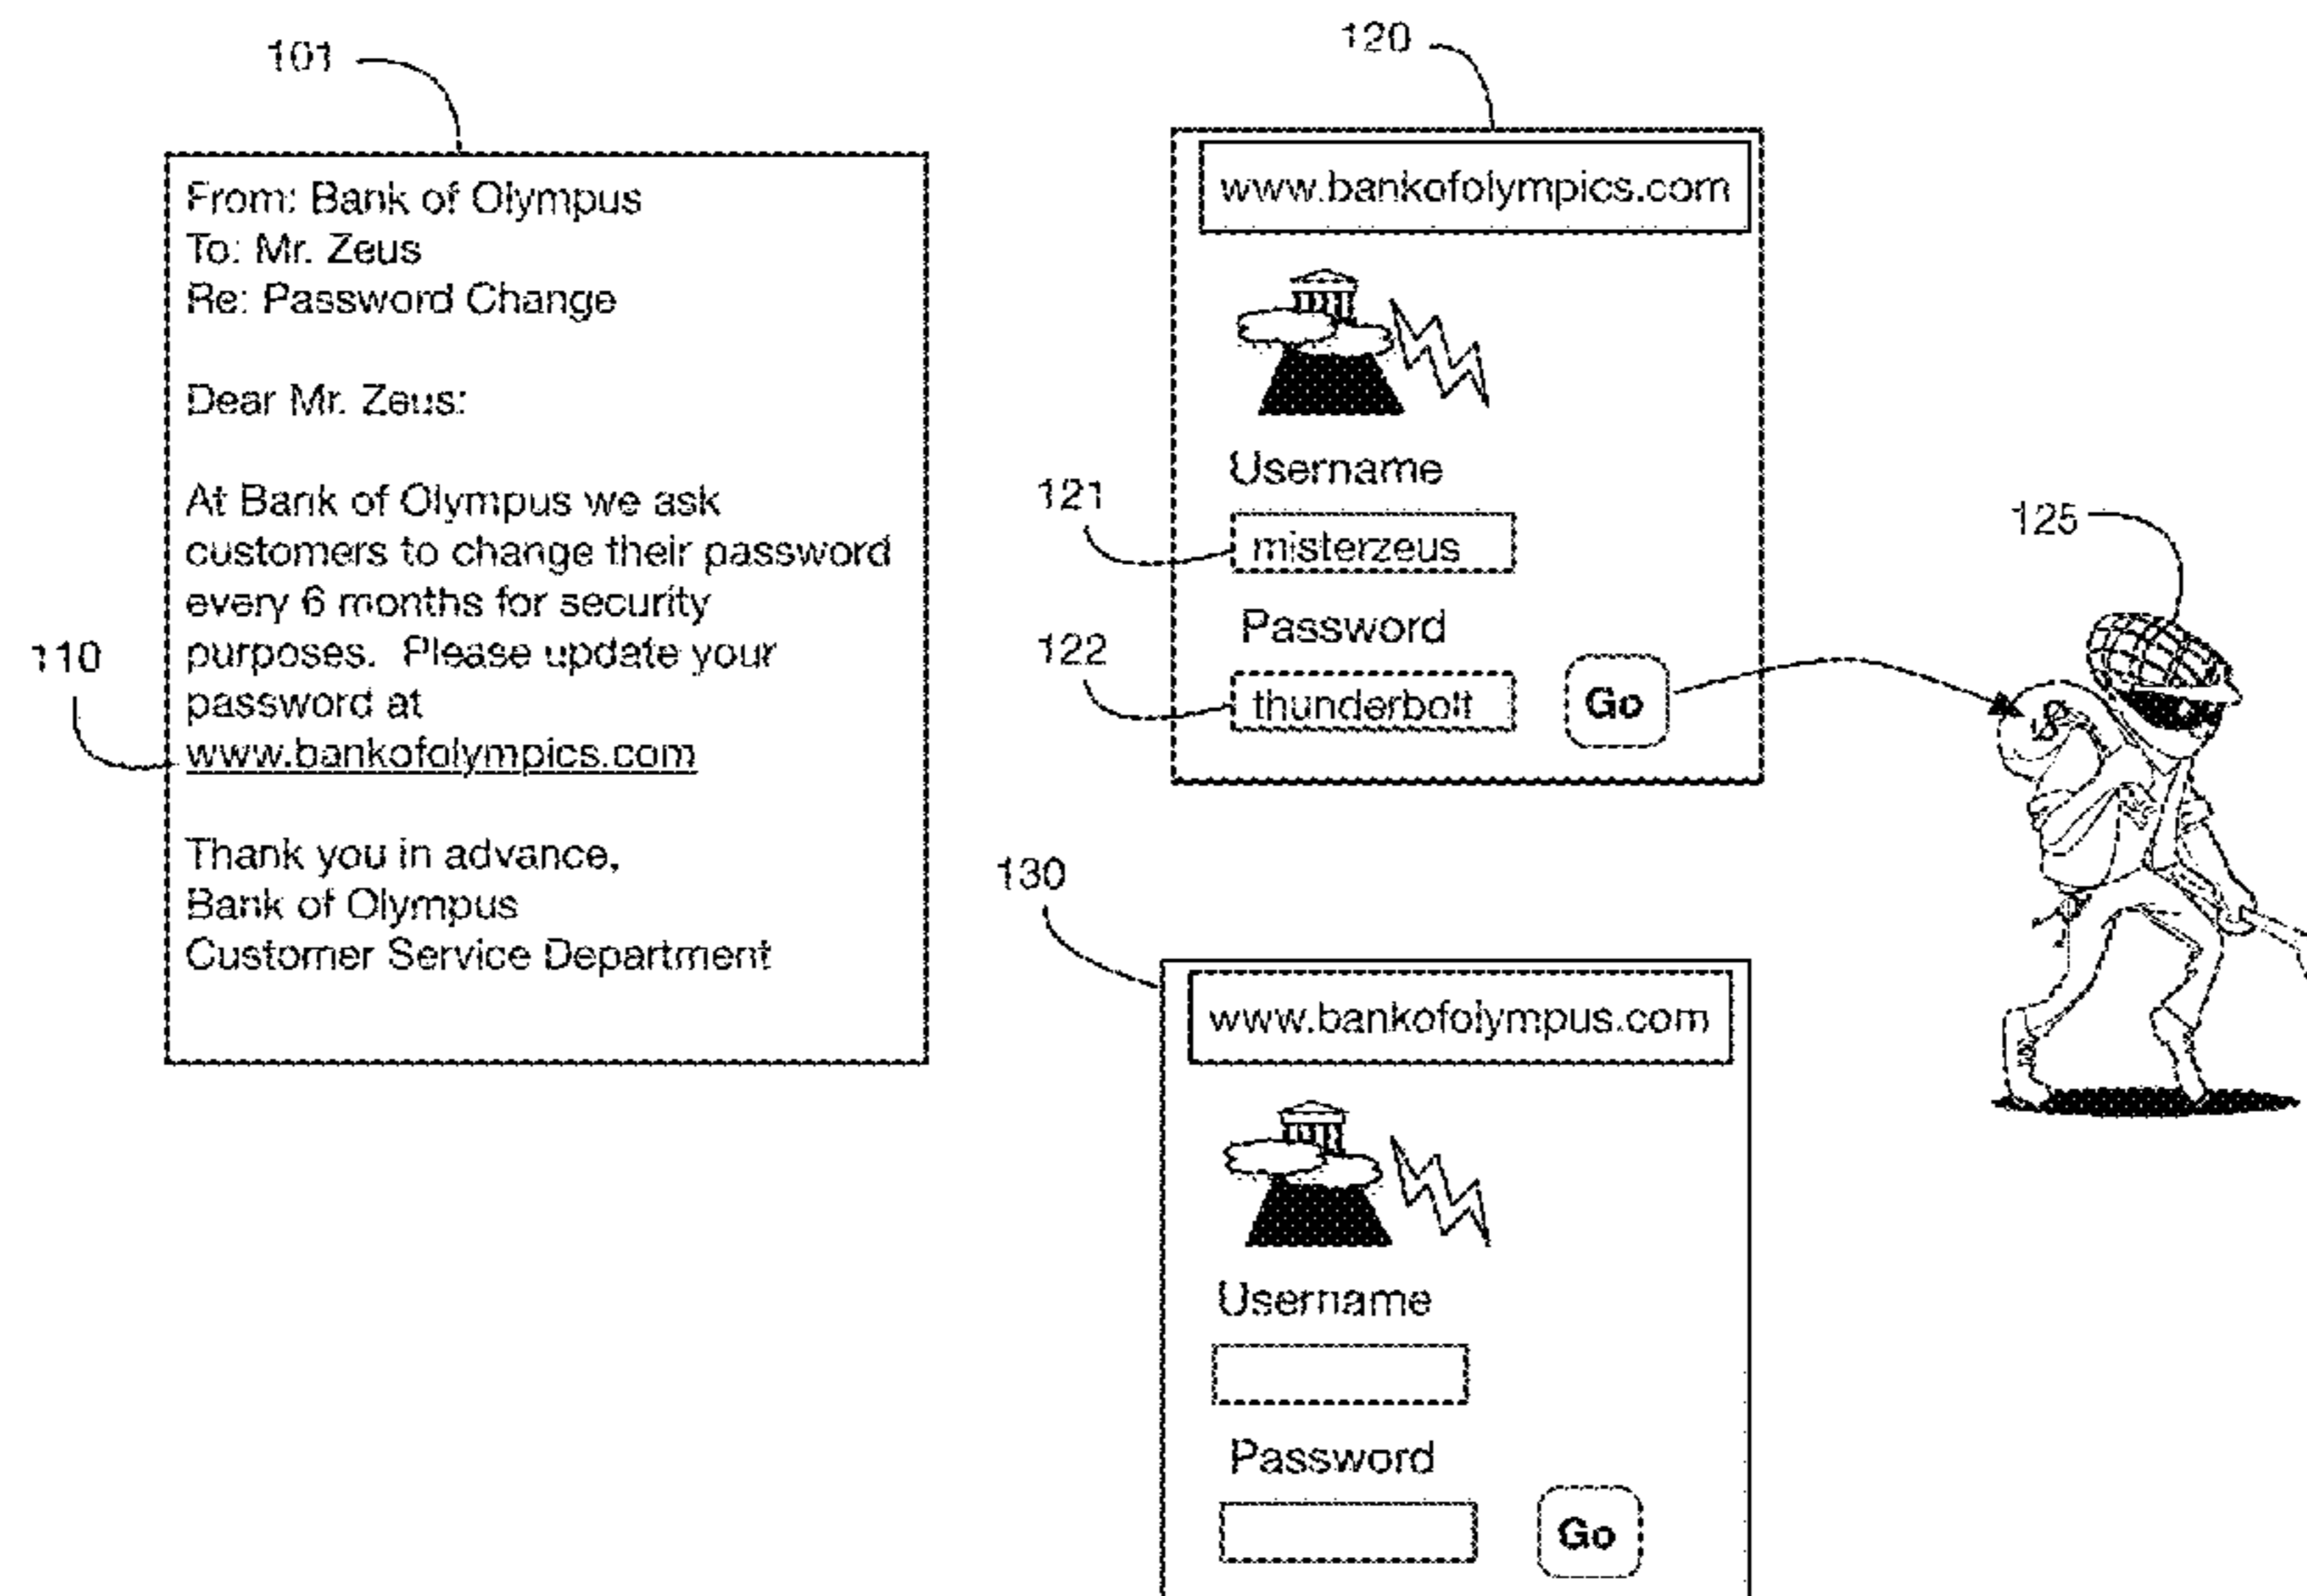 101
From: Bank of Olympus
To: Mr. Zeus
Re: Password Change
Dear Mr. Zeus:
At Bank of Olympus we ask
customers to change their password
every 6 months for security
purposes.  Please update your
password at
www.bankofolympics.com
Thank you in advance,
Bank of Olympus
Customer Service Department
110
120
www.bankofolympics.com
Username
121
misterzeus
Password
122
thunderbolt
Go
125
$
130
www.bankofolympus.com
Username
Password
Go